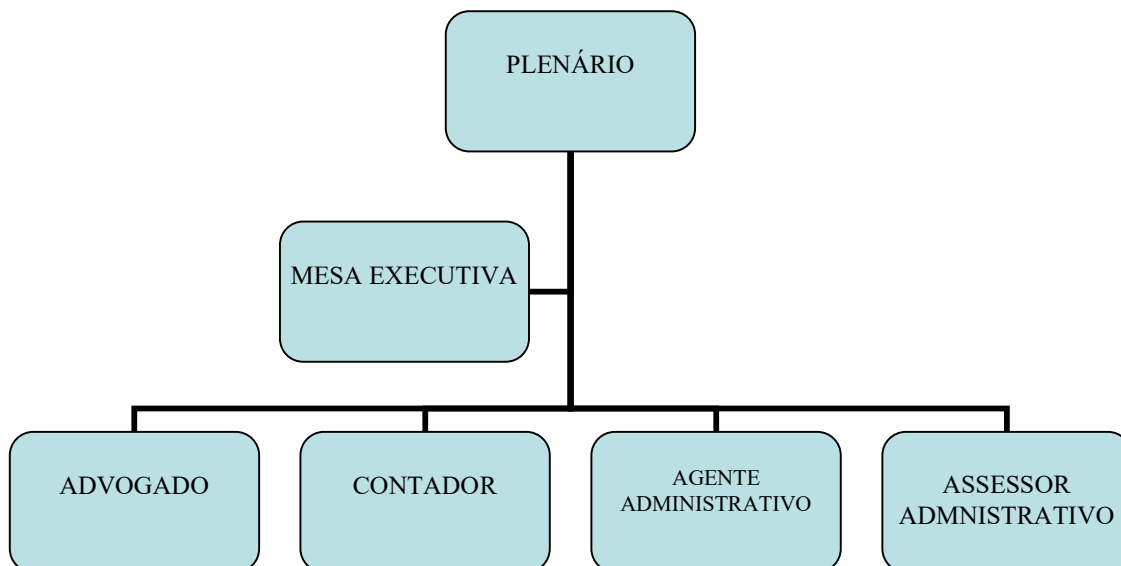 PLENÁRIO
MESA EXECUTIVA
ADVOGADO
CONTADOR
AGENTE
ADMINISTRATIVO
ASSESSOR
ADMNISTRATIVO